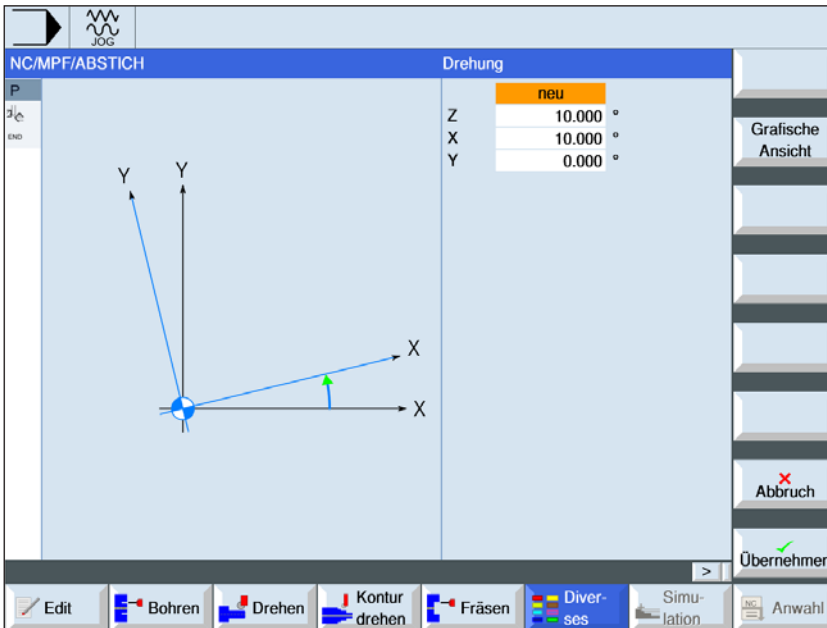 JOG
NC/MPF/ABSTICH
Drehung
P
END
neu
Z 10.000 °
X 10.000 °
Y 0.000 °
Grafische
Ansicht
Y
Y
X
X
Abbruch
Übernehmen
>
Edit
Bohren
Drehen
Kontur
drehen
Fräsen
Diver-
ses
Simu-
lation
NC
Anwahl